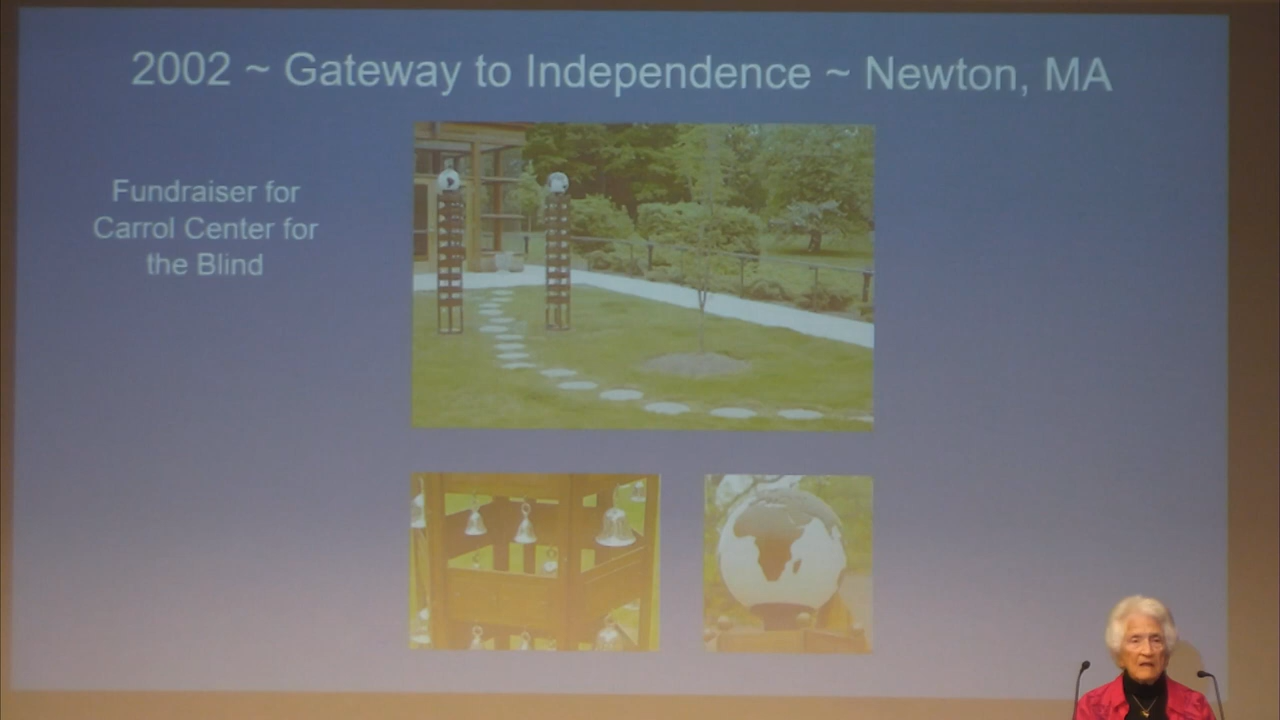 2002 ~ Gateway to Independence ~ Newton, MA
Fundraiser for
Carrol Center for
the Blind